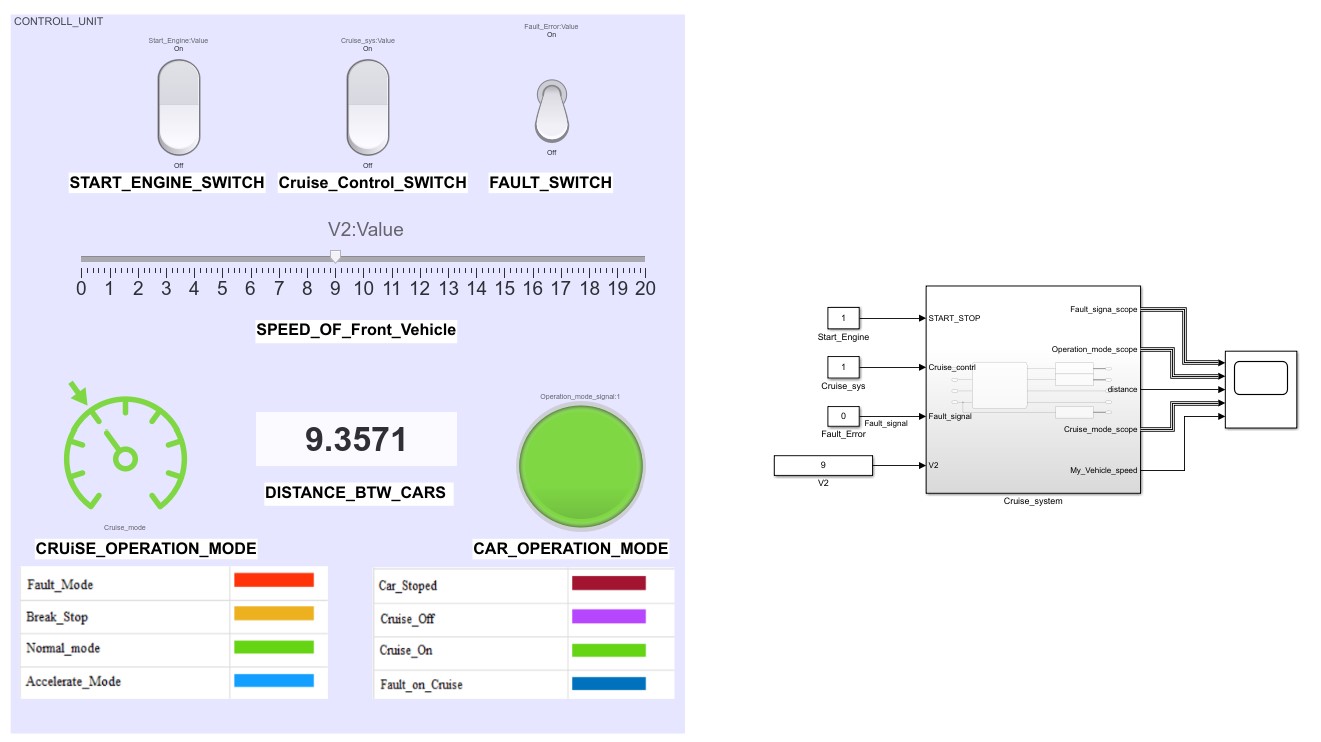 CONTROLL_UNIT
Start_Engine:Value
On
Off
START_ENGINE_SWITCH
Cruise_sys:Value
On
Off
Cruise_Control_SWITCH
Fault_Error:Value
On
Off
FAULT_SWITCH
V2:Value
0 1 2 3 4 5 6 7 8 9 10 11 12 13 14 15 16 17 18 19 20
SPEED_OF_Front_Vehicle
Cruise_mode
CRUiSE_OPERATION_MODE
9.3571
DISTANCE_BTW_CARS
Operation_mode_signal:1
CAR_OPERATION_MODE
Fault_Mode
Break_Stop
Normal_mode
Accelerate_Mode
Car_Stoped
Cruise_Off
Cruise_On
Fault_on_Cruise
1
Start_Engine
1
Cruise_sys
0
Fault_Error
Fault_signal
9
V2
START_STOP
Cruise_contrl
Fault_signal
V2
Fault_signa_scope
Operation_mode_scope
distance
Cruise_mode_scope
My_Vehicle_speed
Cruise_system